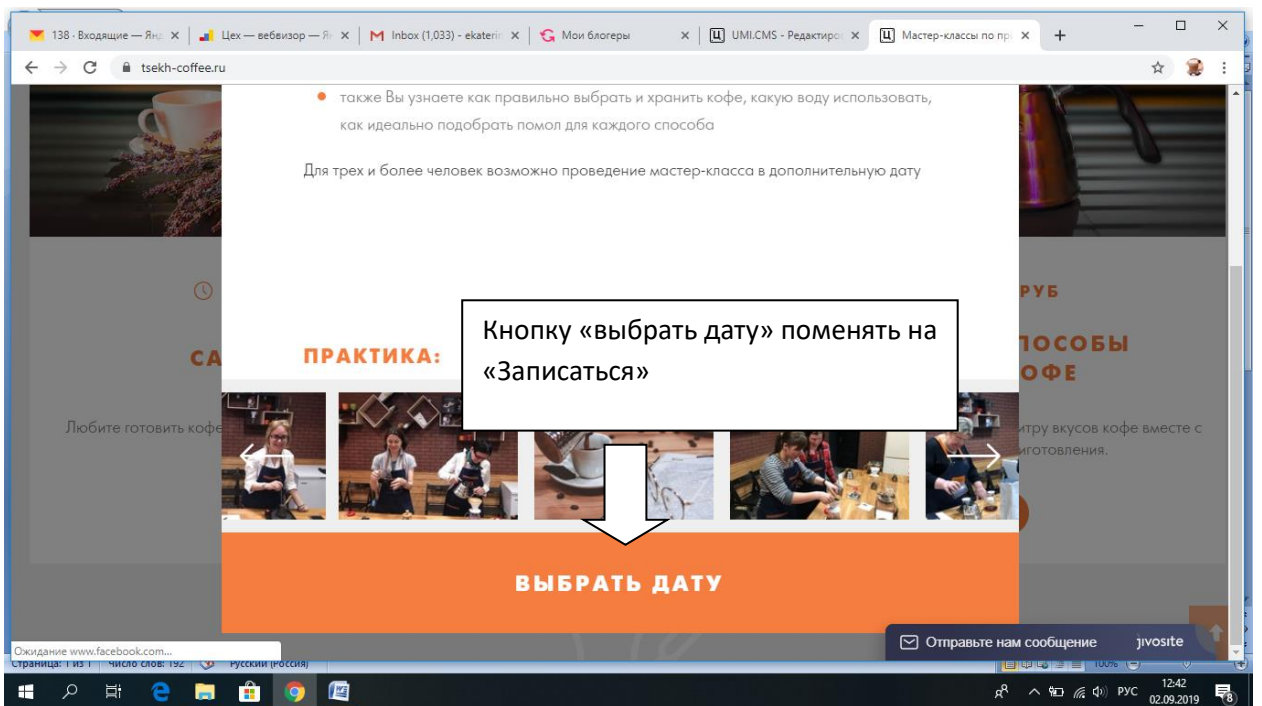 138 · Входящие — Янд
Цех — вебвизор — Я
Inbox (1,033) - ekaterin
Мои блогеры
UMI.CMS - Редактиро
Мастер-классы по пр
tsekh-coffee.ru
также Вы узнаете как правильно выбрать и хранить кофе, какую воду использовать,
как идеально подобрать помол для каждого способа
Для трех и более человек возможно проведение мастер-класса в дополнительную дату
РУБ
Кнопку «выбрать дату» поменять на
«Записаться»
СА
ПРАКТИКА:
ПОСОБЫ
ОФЕ
Любите готовить кофе
итру вкусов кофе вместе с
иготовления.
ВЫБРАТЬ ДАТУ
Отправьте нам сообщение
jivosite
Ожидание www.facebook.com...
Страница: 1 из 1
Число слов: 192
Русский (Россия)
100%
РУС
12:42
02.09.2019
8